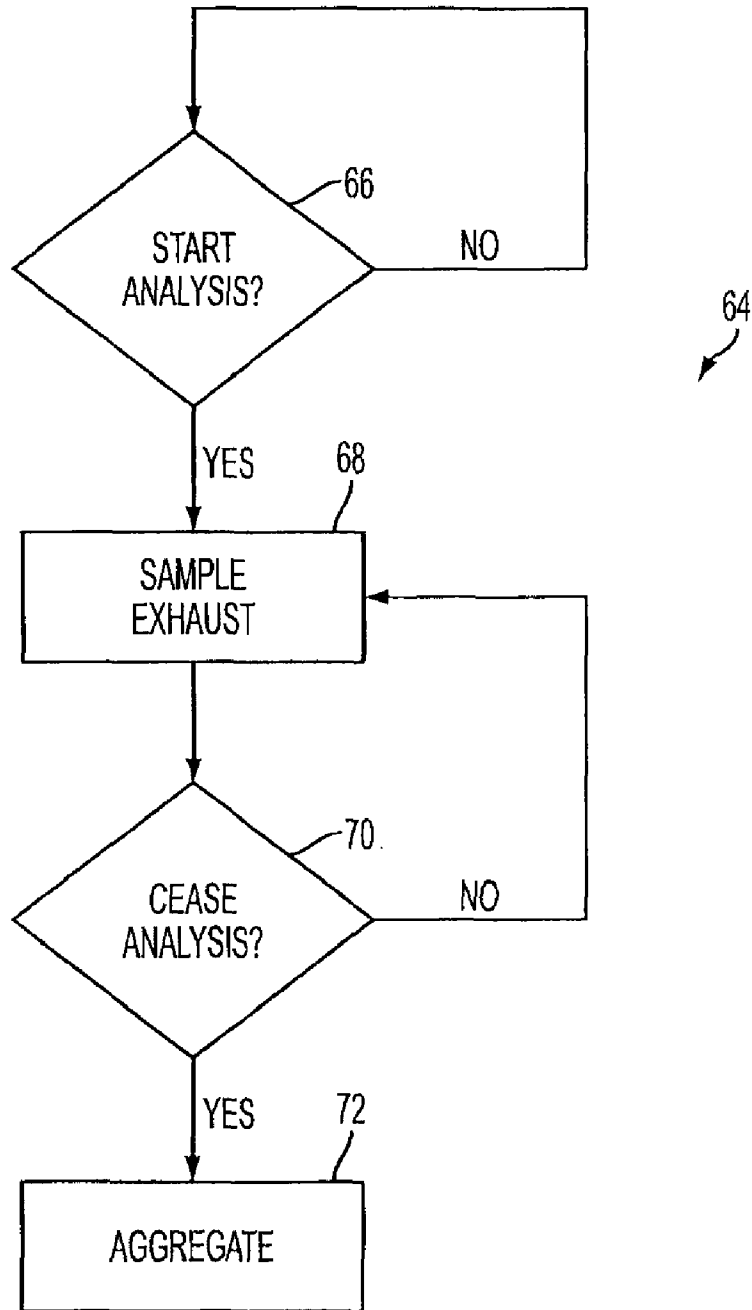 66
START
ANALYSIS?
NO
64
YES
68
SAMPLE
EXHAUST
70
CEASE
ANALYSIS?
NO
YES
72
AGGREGATE